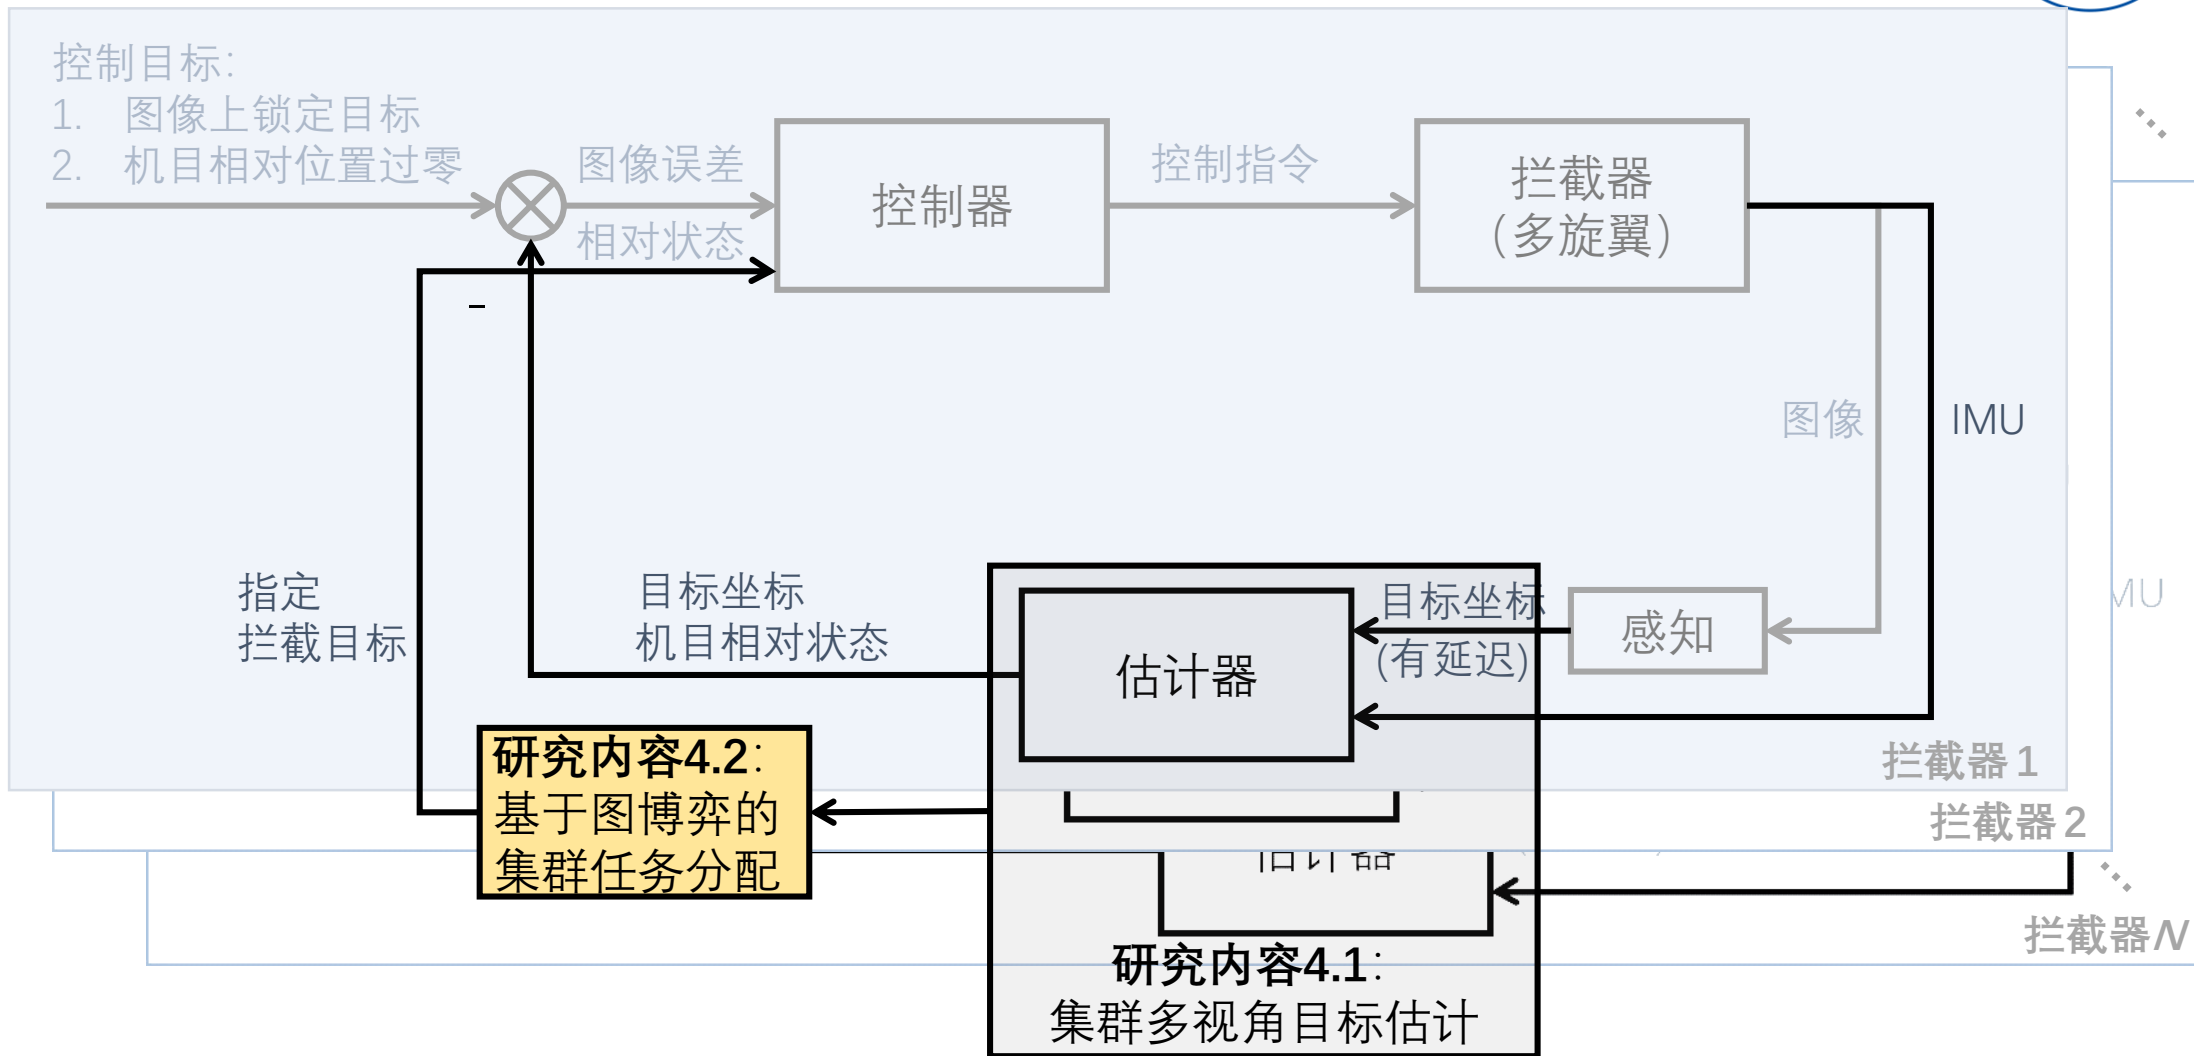 控制目标：
1. 图像上锁定目标
2. 机目相对位置过零
图像误差
相对状态
控制器
控制指令
拦截器
（多旋翼）
图像
IMU
指定
拦截目标
目标坐标
机目相对状态
估计器
目标坐标
(有延迟)
感知
MU
研究内容4.2：
基于图博弈的
集群任务分配
拦截器1
拦截器2
估计器
拦截器N
研究内容4.1：
集群多视角目标估计